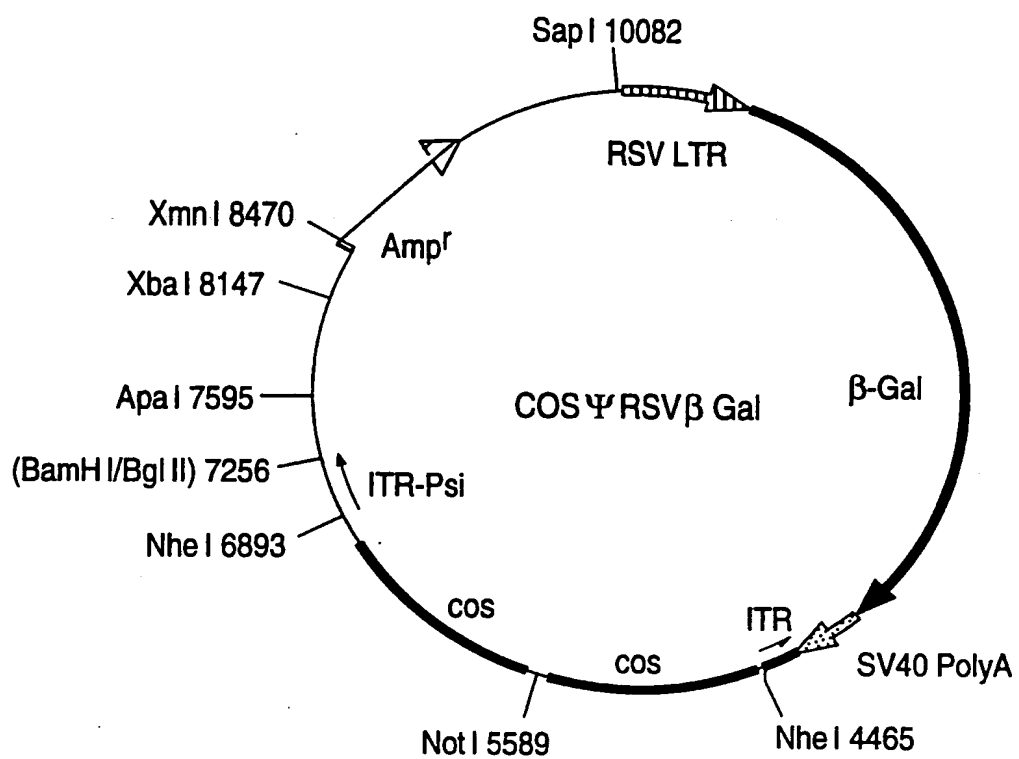 Sap I 10082
RSV LTR
Xmn I 8470
Ampr
Xba I 8147
Apa I 7595
COS Ψ RSV β Gal
β-Gal
(BamH I/Bgl II) 7256
ITR-Psi
Nhe I 6893
cos
ITR
cos
SV40 PolyA
Not I 5589
Nhe I 4465